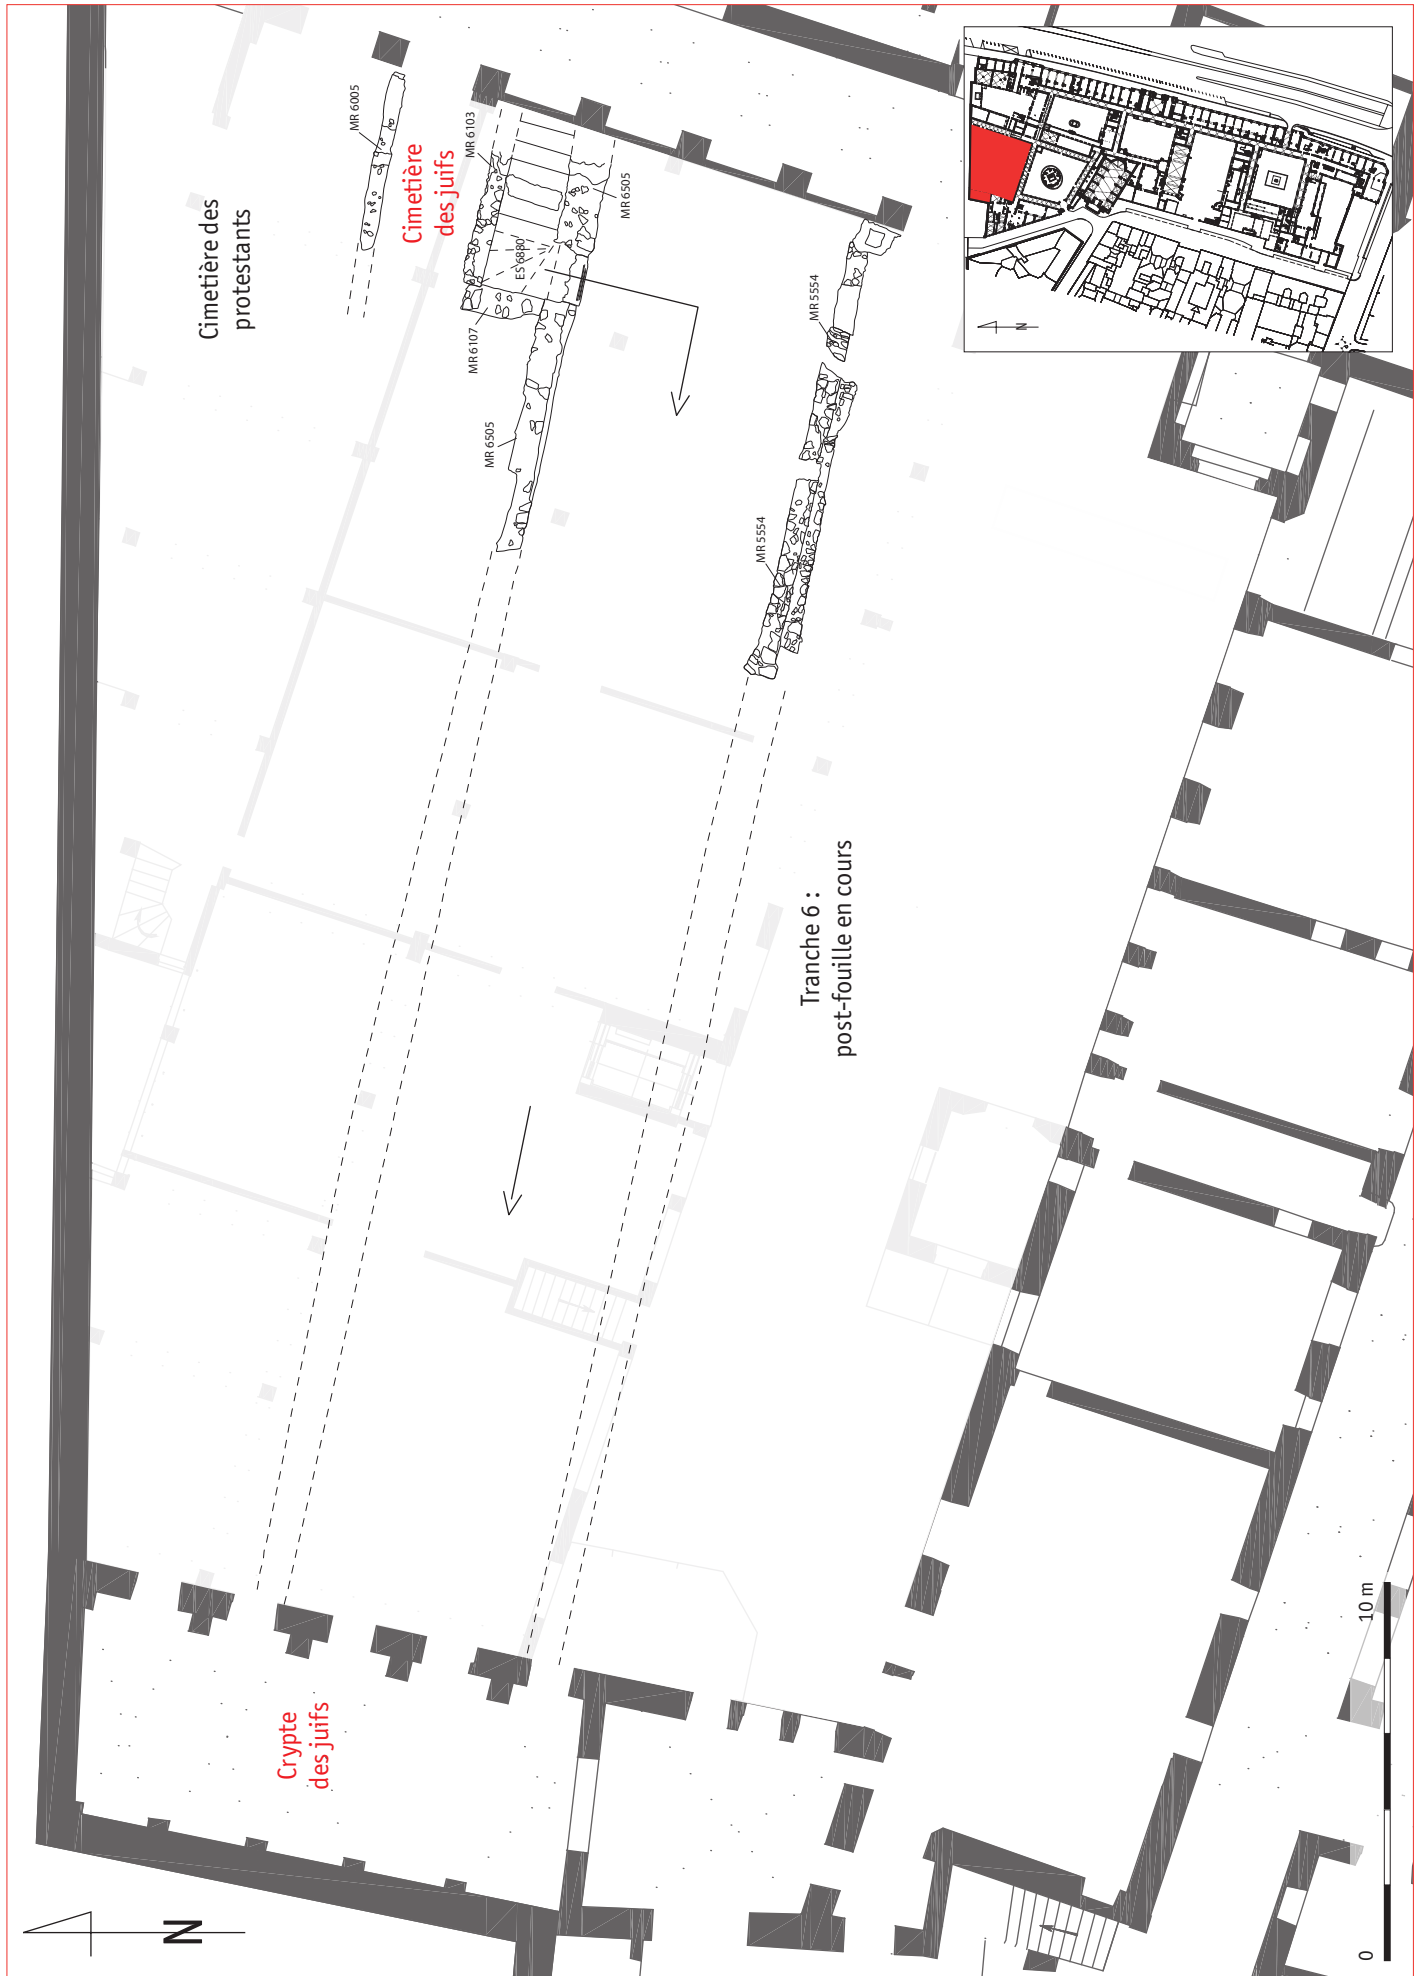 MR 6005
Cimetière des
protestants
MR 6103
Cimetière
des juifs
MR 6505
ES 6880
MR 6107
MR 6505
MR 5554
MR 5554
N
Tranche 6 :
post-fouille en cours
Crypte
des juifs
N
0
10 m